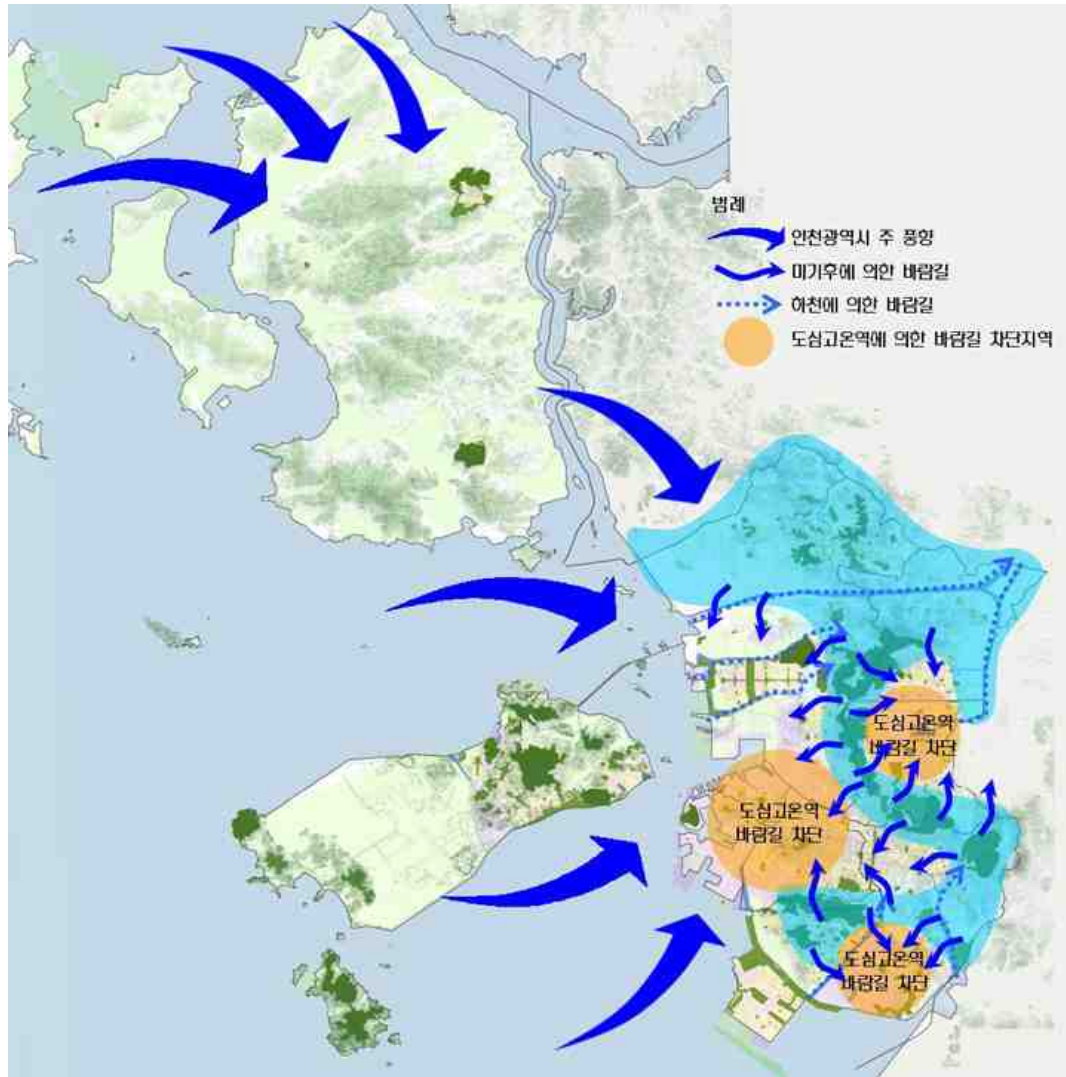 범례
인천광역시 주 풍향
미기후에 의한 바람길
하천에 의한 바람길
도심고온역에 의한 바람길 차단지역
도심고온역
바람길 차단
도심고온역
바람길 차단
도심고온역
바람길 차단